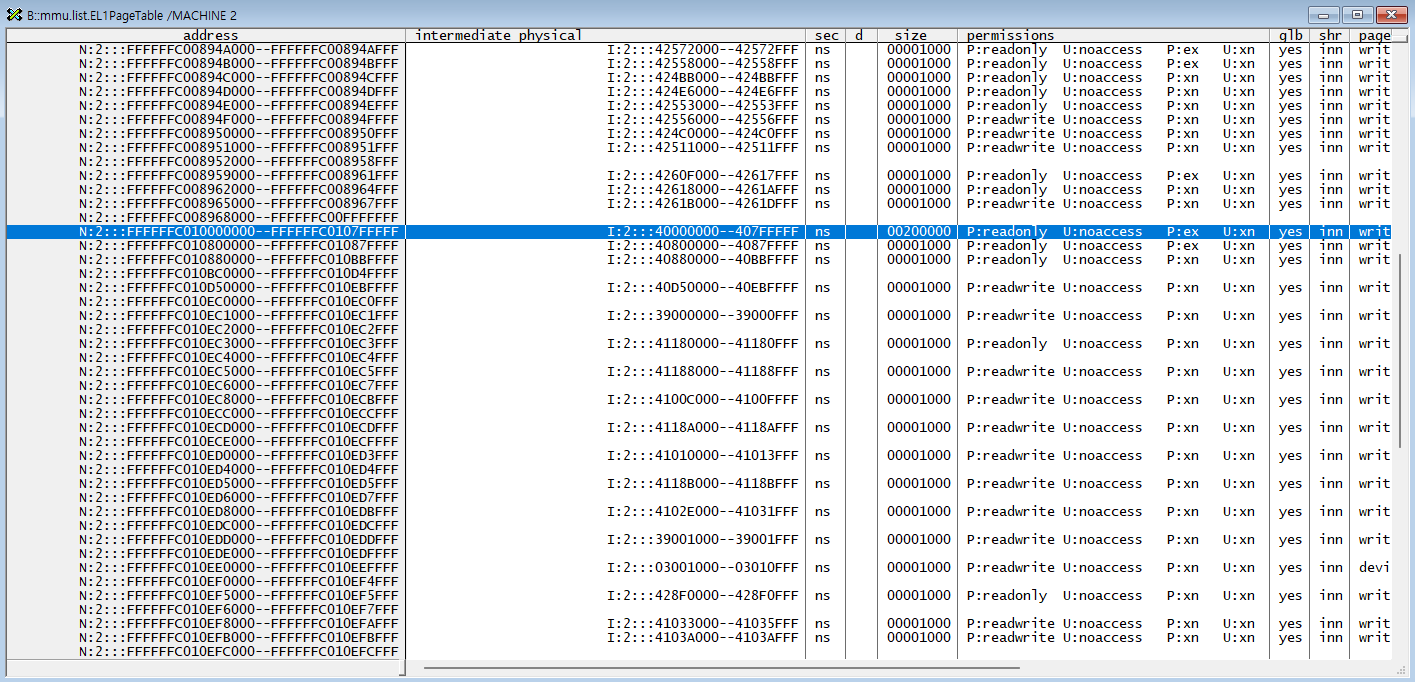 B::mmu.list.EL1PageTable /MACHINE 2
address intermediate physical sec d size permissions glb shr page
N:2:::FFFFFFC00894A000--FFFFFFC00894AFFF I:2:::42572000--42572FFF ns 00001000 P:readonly U:noaccess P:ex U:xn yes inn writ
N:2:::FFFFFFC00894B000--FFFFFFC00894BFFF I:2:::42558000--42558FFF ns 00001000 P:readonly U:noaccess P:ex U:xn yes inn writ
N:2:::FFFFFFC00894C000--FFFFFFC00894CFFF I:2:::424BB000--424BBFFF ns 00001000 P:readonly U:noaccess P:xn U:xn yes inn writ
N:2:::FFFFFFC00894D000--FFFFFFC00894DFFF I:2:::424E6000--424E6FFF ns 00001000 P:readonly U:noaccess P:xn U:xn yes inn writ
N:2:::FFFFFFC00894E000--FFFFFFC00894EFFF I:2:::42553000--42553FFF ns 00001000 P:readonly U:noaccess P:xn U:xn yes inn writ
N:2:::FFFFFFC00894F000--FFFFFFC00894FFFF I:2:::42556000--42556FFF ns 00001000 P:readwrite U:noaccess P:xn U:xn yes inn writ
N:2:::FFFFFFC008950000--FFFFFFC008950FFF I:2:::424C0000--424C0FFF ns 00001000 P:readwrite U:noaccess P:xn U:xn yes inn writ
N:2:::FFFFFFC008951000--FFFFFFC008951FFF I:2:::42511000--42511FFF ns 00001000 P:readwrite U:noaccess P:xn U:xn yes inn writ
N:2:::FFFFFFC008952000--FFFFFFC008958FFF
N:2:::FFFFFFC008959000--FFFFFFC008961FFF I:2:::4260F000--42617FFF ns 00001000 P:readonly U:noaccess P:ex U:xn yes inn writ
N:2:::FFFFFFC008962000--FFFFFFC008964FFF I:2:::42618000--4261AFFF ns 00001000 P:readonly U:noaccess P:xn U:xn yes inn writ
N:2:::FFFFFFC008965000--FFFFFFC008967FFF I:2:::4261B000--4261DFFF ns 00001000 P:readwrite U:noaccess P:xn U:xn yes inn writ
N:2:::FFFFFFC008968000--FFFFFFC00FFFFFFF
N:2:::FFFFFFC010000000--FFFFFFC0107FFFFF I:2:::40000000--407FFFFF ns 00200000 P:readonly U:noaccess P:ex U:xn yes inn writ
N:2:::FFFFFFC010800000--FFFFFFC01087FFFF I:2:::40800000--4087FFFF ns 00001000 P:readonly U:noaccess P:ex U:xn yes inn writ
N:2:::FFFFFFC010880000--FFFFFFC010BBFFFF I:2:::40880000--40BBFFFF ns 00001000 P:readonly U:noaccess P:xn U:xn yes inn writ
N:2:::FFFFFFC010BC0000--FFFFFFC010D4FFFF
N:2:::FFFFFFC010D50000--FFFFFFC010EBFFFF I:2:::40D50000--40EBFFFF ns 00001000 P:readwrite U:noaccess P:xn U:xn yes inn writ
N:2:::FFFFFFC010EC0000--FFFFFFC010EC0FFF
N:2:::FFFFFFC010EC1000--FFFFFFC010EC1FFF I:2:::39000000--39000FFF ns 00001000 P:readwrite U:noaccess P:xn U:xn yes inn writ
N:2:::FFFFFFC010EC2000--FFFFFFC010EC2FFF
N:2:::FFFFFFC010EC3000--FFFFFFC010EC3FFF I:2:::41180000--41180FFF ns 00001000 P:readonly U:noaccess P:xn U:xn yes inn writ
N:2:::FFFFFFC010EC4000--FFFFFFC010EC4FFF
N:2:::FFFFFFC010EC5000--FFFFFFC010EC5FFF I:2:::41188000--41188FFF ns 00001000 P:readwrite U:noaccess P:xn U:xn yes inn writ
N:2:::FFFFFFC010EC6000--FFFFFFC010EC7FFF
N:2:::FFFFFFC010EC8000--FFFFFFC010ECBFFF I:2:::4100C000--4100FFFF ns 00001000 P:readwrite U:noaccess P:xn U:xn yes inn writ
N:2:::FFFFFFC010ECC000--FFFFFFC010ECCFFF
N:2:::FFFFFFC010ECD000--FFFFFFC010ECDFFF I:2:::4118A000--4118AFFF ns 00001000 P:readwrite U:noaccess P:xn U:xn yes inn writ
N:2:::FFFFFFC010ECE000--FFFFFFC010ECFFFF
N:2:::FFFFFFC010ED0000--FFFFFFC010ED3FFF I:2:::41010000--41013FFF ns 00001000 P:readwrite U:noaccess P:xn U:xn yes inn writ
N:2:::FFFFFFC010ED4000--FFFFFFC010ED4FFF
N:2:::FFFFFFC010ED5000--FFFFFFC010ED5FFF I:2:::4118B000--4118BFFF ns 00001000 P:readwrite U:noaccess P:xn U:xn yes inn writ
N:2:::FFFFFFC010ED6000--FFFFFFC010ED7FFF
N:2:::FFFFFFC010ED8000--FFFFFFC010EDBFFF I:2:::4102E000--41031FFF ns 00001000 P:readwrite U:noaccess P:xn U:xn yes inn writ
N:2:::FFFFFFC010EDC000--FFFFFFC010EDCFFF
N:2:::FFFFFFC010EDD000--FFFFFFC010EDDFFF I:2:::39001000--39001FFF ns 00001000 P:readwrite U:noaccess P:xn U:xn yes inn writ
N:2:::FFFFFFC010EDE000--FFFFFFC010EDFFFF
N:2:::FFFFFFC010EE0000--FFFFFFC010EEFFFF I:2:::03001000--03010FFF ns 00001000 P:readwrite U:noaccess P:xn U:xn yes inn devi
N:2:::FFFFFFC010EF0000--FFFFFFC010EF4FFF
N:2:::FFFFFFC010EF5000--FFFFFFC010EF5FFF I:2:::428F0000--428F0FFF ns 00001000 P:readonly U:noaccess P:xn U:xn yes inn writ
N:2:::FFFFFFC010EF6000--FFFFFFC010EF7FFF
N:2:::FFFFFFC010EF8000--FFFFFFC010EFAFFF I:2:::41033000--41035FFF ns 00001000 P:readwrite U:noaccess P:xn U:xn yes inn writ
N:2:::FFFFFFC010EFB000--FFFFFFC010EFBFFF I:2:::4103A000--4103AFFF ns 00001000 P:readwrite U:noaccess P:xn U:xn yes inn writ
N:2:::FFFFFFC010EFC000--FFFFFFC010EFCFFF